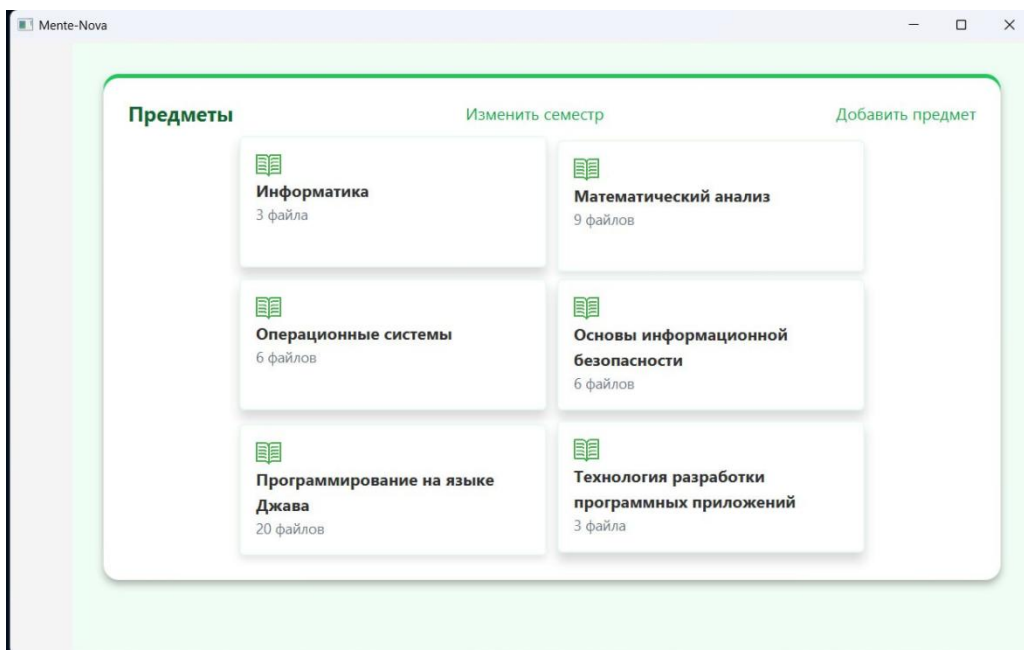 Mente-Nova
Предметы
Изменить семестр
Добавить предмет
Информатика
3 файла
Математический анализ
9 файлов
Операционные системы
6 файлов
Основы информационной
безопасности
6 файлов
Программирование на языке
Джава
20 файлов
Технология разработки
программных приложений
3 файла